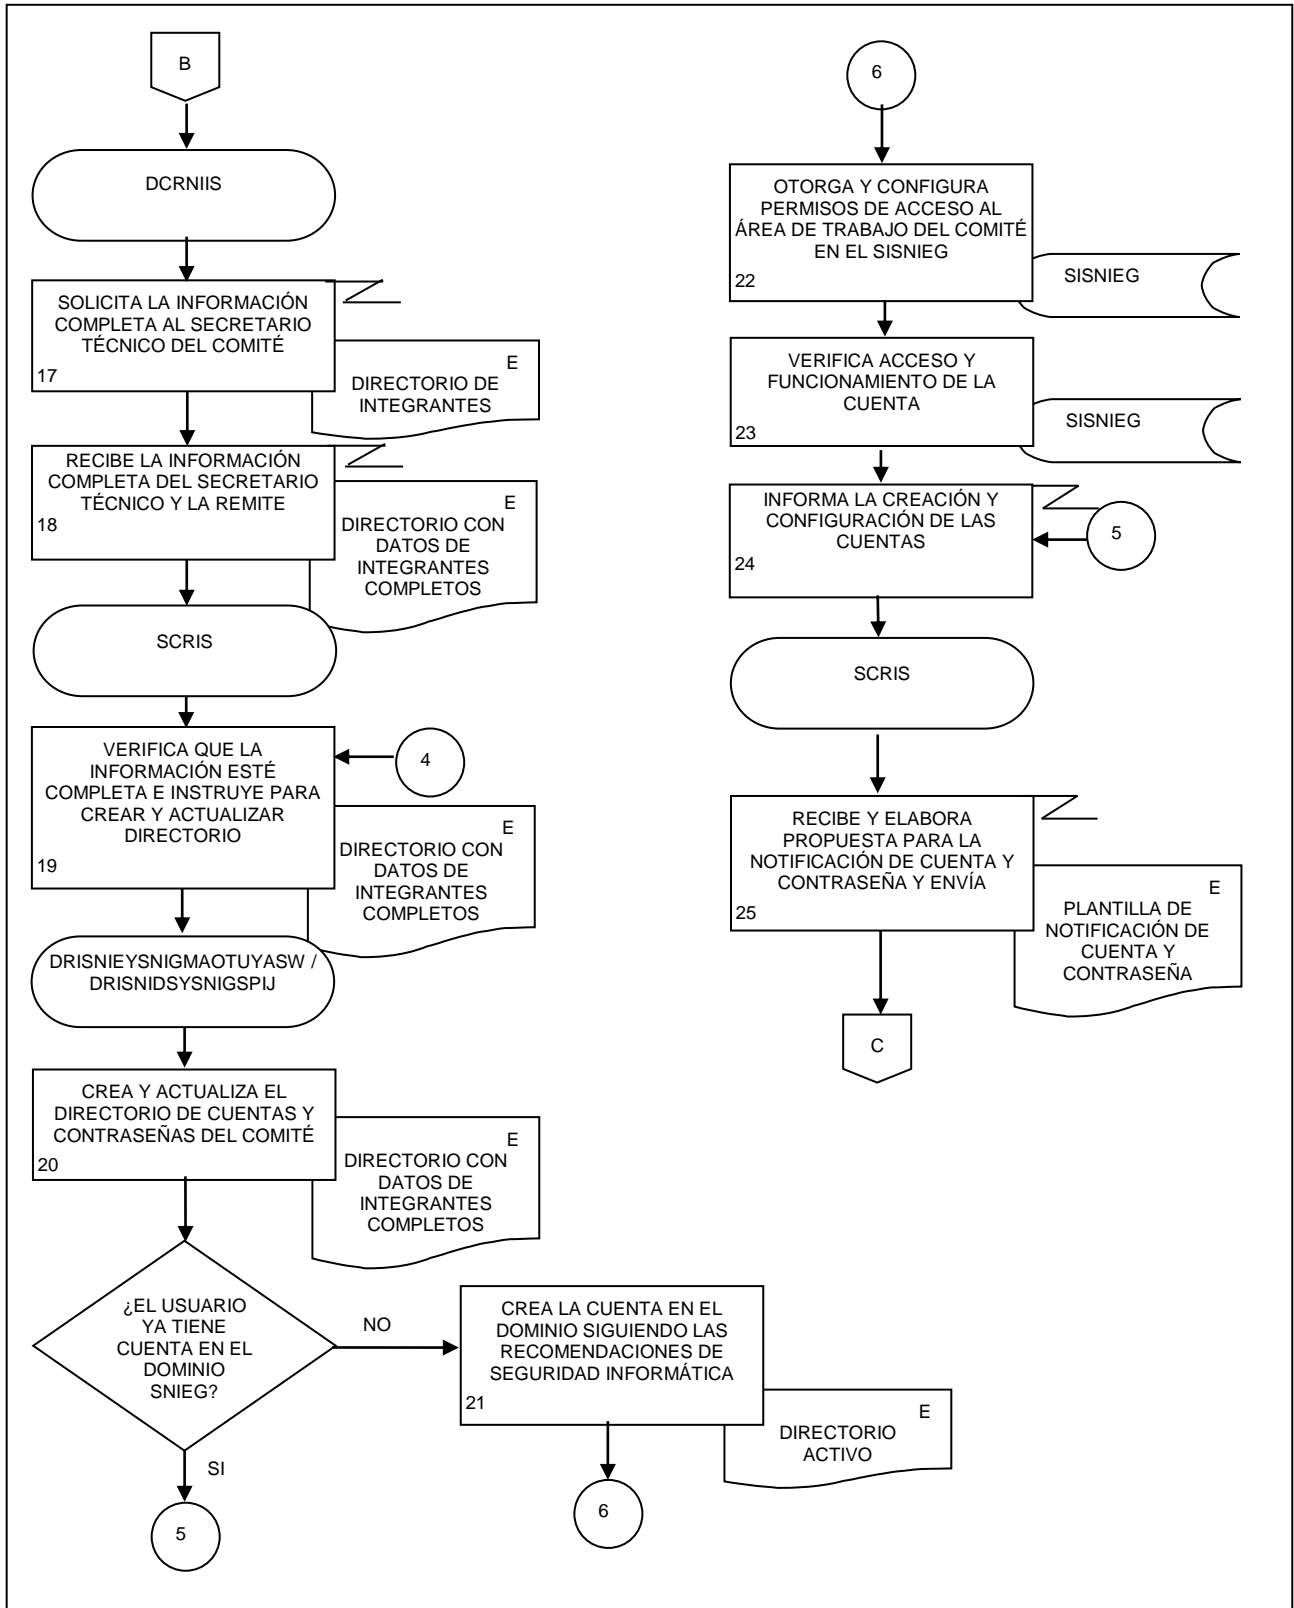 B
DCRNIIS
SOLICITA LA INFORMACIÓN
COMPLETA AL SECRETARIO
TÉCNICO DEL COMITÉ
17
E
DIRECTORIO DE
INTEGRANTES
RECIBE LA INFORMACIÓN
COMPLETA DEL SECRETARIO
TÉCNICO Y LA REMITE
18
E
DIRECTORIO CON
DATOS DE
INTEGRANTES
COMPLETOS
SCRIS
VERIFICA QUE LA
INFORMACIÓN ESTÉ
COMPLETA E INSTRUYE PARA
CREAR Y ACTUALIZAR
DIRECTORIO
19
4
E
DIRECTORIO CON
DATOS DE
INTEGRANTES
COMPLETOS
DRISNIEYSNIGMAOTUYASW /
DRISNIDSYSNIGSPIJ
CREA Y ACTUALIZA EL
DIRECTORIO DE CUENTAS Y
CONTRASEÑAS DEL COMITÉ
20
E
DIRECTORIO CON
DATOS DE
INTEGRANTES
COMPLETOS
¿EL USUARIO
YA TIENE
CUENTA EN EL
DOMINIO
SNIEG?
NO
SI
5
CREA LA CUENTA EN EL
DOMINIO SIGUIENDO LAS
RECOMENDACIONES DE
SEGURIDAD INFORMÁTICA
21
E
DIRECTORIO
ACTIVO
6
6
OTORGA Y CONFIGURA
PERMISOS DE ACCESO AL
ÁREA DE TRABAJO DEL COMITÉ
EN EL SISNIEG
22
SISNIEG
VERIFICA ACCESO Y
FUNCIONAMIENTO DE LA
CUENTA
23
SISNIEG
INFORMA LA CREACIÓN Y
CONFIGURACIÓN DE LAS
CUENTAS
24
5
SCRIS
RECIBE Y ELABORA
PROPUESTA PARA LA
NOTIFICACIÓN DE CUENTA Y
CONTRASEÑA Y ENVÍA
25
E
PLANTILLA DE
NOTIFICACIÓN DE
CUENTA Y
CONTRASEÑA
C